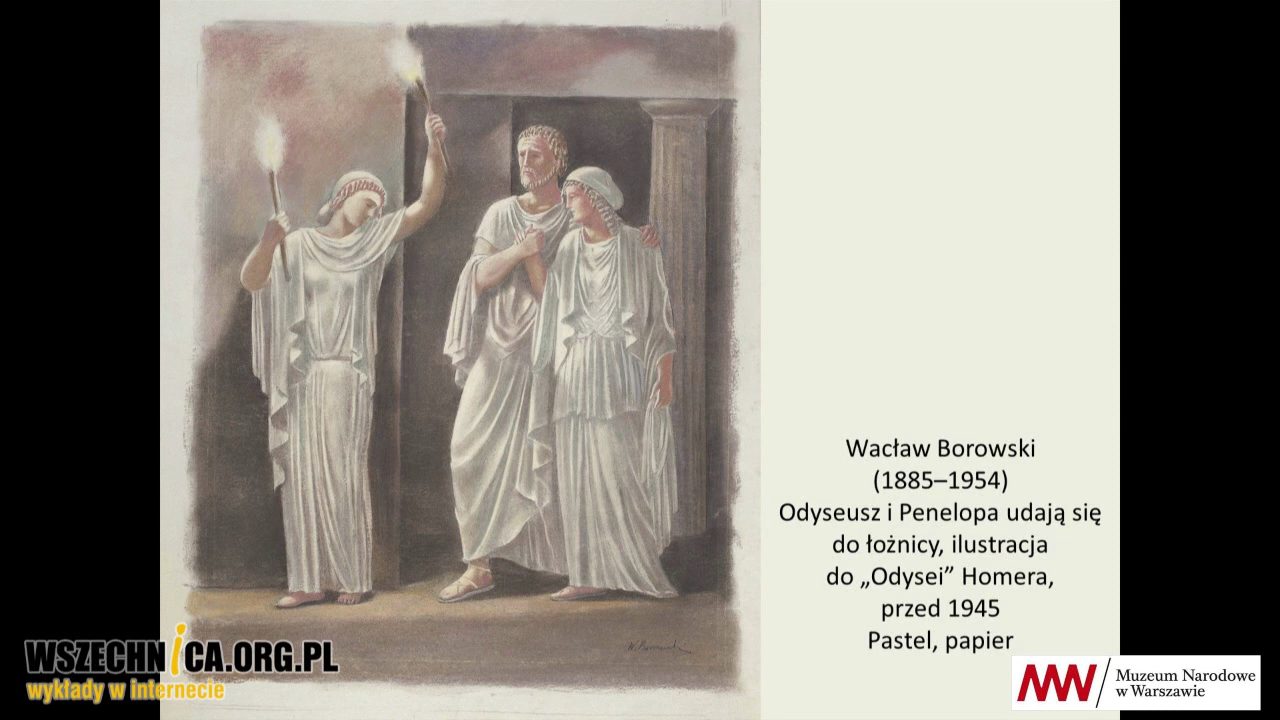 Wacław Borowski
(1885–1954)
Odyseusz i Penelopa udają się
do łożnicy, ilustracja
do „Odysei” Homera,
przed 1945
Pastel, papier
WSZECHNICA.ORG.PL
wykłady w internecie
MNW
Muzeum Narodowe
w Warszawie